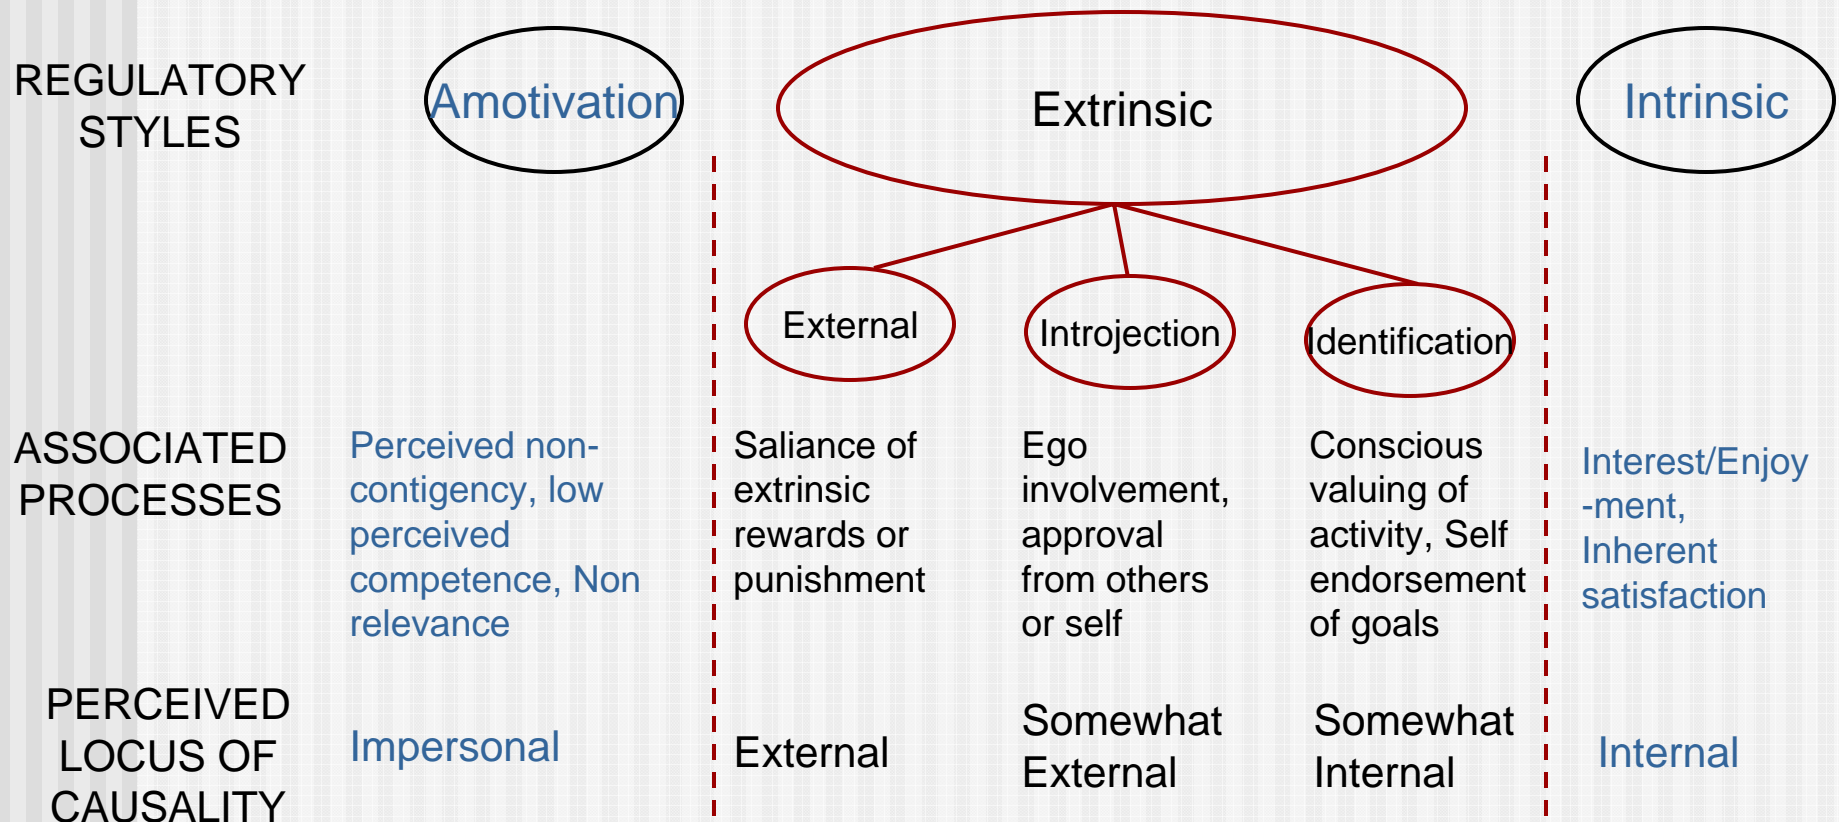 REGULATORY
STYLES
Amotivation
Extrinsic
Intrinsic
External
Introjection
Identification
ASSOCIATED
PROCESSES
Perceived non-
contigency, low
perceived
competence, Non
relevance
Saliance of
extrinsic
rewards or
punishment
Ego
involvement,
approval
from others
or self
Conscious
valuing of
activity, Self
endorsement
of goals
Interest/Enjoy
-ment,
Inherent
satisfaction
PERCEIVED
LOCUS OF
CAUSALITY
Impersonal
External
Somewhat
External
Somewhat
Internal
Internal